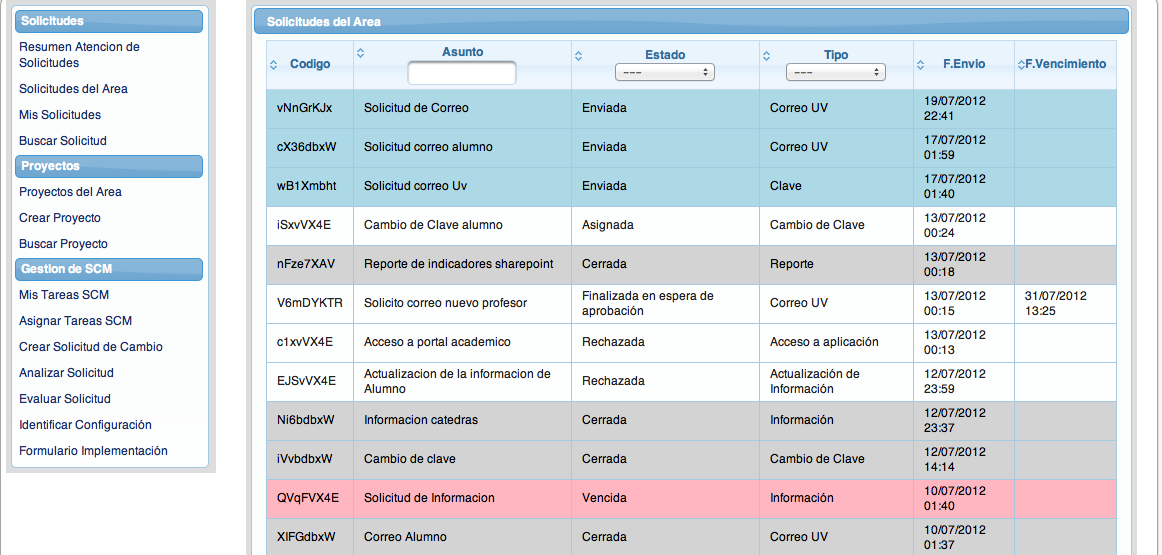 Solicitudes
Resumen Atencion de
Solicitudes
Solicitudes del Area
Mis Solicitudes
Buscar Solicitud
Proyectos
Proyectos del Area
Crear Proyecto
Buscar Proyecto
Gestion de SCM
Mis Tareas SCM
Asignar Tareas SCM
Crear Solicitud de Cambio
Analizar Solicitud
Evaluar Solicitud
Identificar Configuración
Formulario Implementación
Solicitudes del Area
Codigo Asunto Estado Tipo F.Envio F.Vencimiento
--- ---
vNnGrKJx Solicitud de Correo Enviada Correo UV 19/07/2012
22:41
cX36dbxW Solicitud correo alumno Enviada Correo UV 17/07/2012
01:59
wB1Xmbht Solicitud correo Uv Enviada Clave 17/07/2012
01:40
iSxvVX4E Cambio de Clave alumno Asignada Cambio de Clave 13/07/2012
00:24
nFze7XAV Reporte de indicadores sharepoint Cerrada Reporte 13/07/2012
00:18
V6mDYKTR Solicito correo nuevo profesor Finalizada en espera de Correo UV 13/07/2012 31/07/2012
aprobación 00:15 13:25
c1xvVX4E Acceso a portal academico Rechazada Acceso a aplicación 13/07/2012
00:13
EJSvVX4E Actualizacion de la informacion de Rechazada Actualización de 12/07/2012
Alumno Información 23:59
Ni6bdbxW Informacion catedras Cerrada Información 12/07/2012
23:37
iVvbdbxW Cambio de clave Cerrada Cambio de Clave 12/07/2012
14:14
QVqFVX4E Solicitud de Informacion Vencida Información 10/07/2012
01:40
XIFGdbxW Correo Alumno Cerrada Correo UV 10/07/2012
01:37